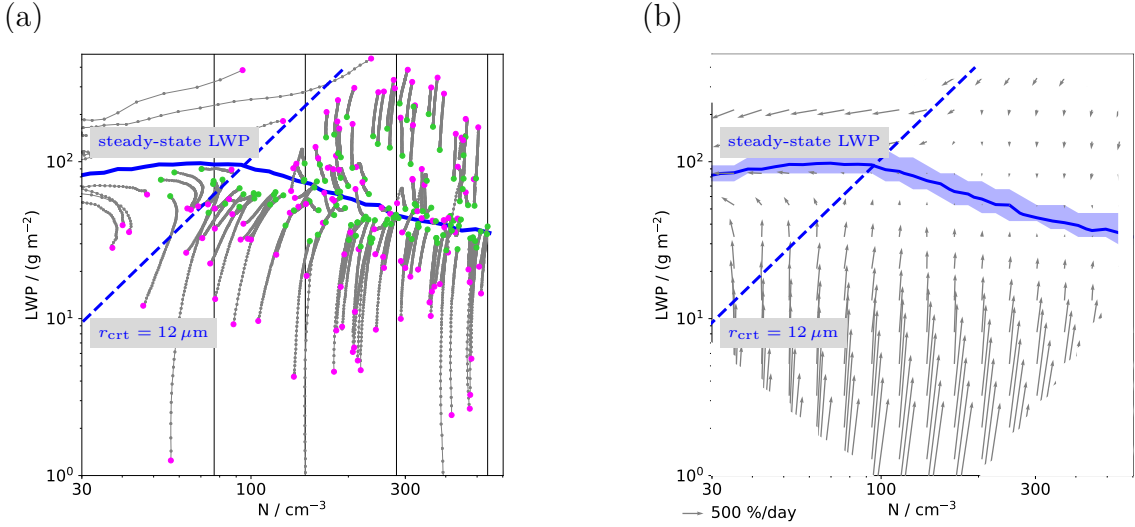 (a)
(b)
steady-state LWP
steady-state LWP
10²
10²
LWP / (g m⁻²)
LWP / (g m⁻²)
10¹
r_crt = 12 μm
10¹
r_crt = 12 μm
10⁰
10⁰
30 100 300
30 100 300
N / cm⁻³
N / cm⁻³
500 %/day